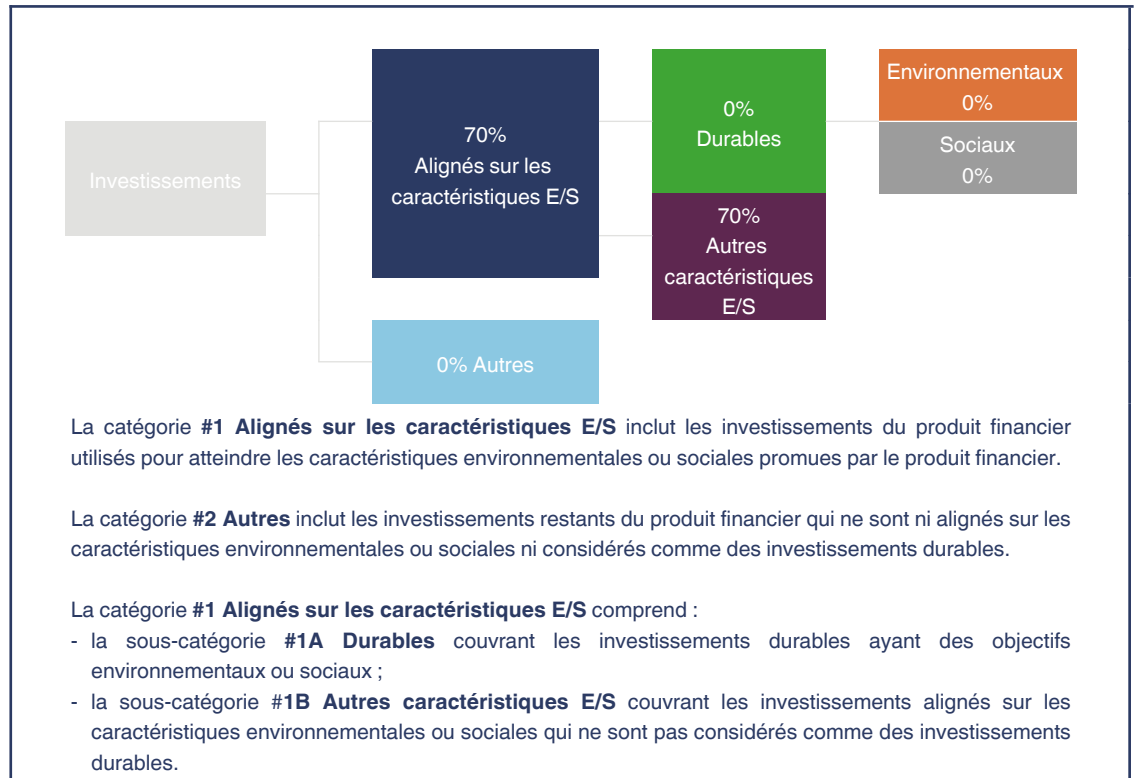 Investissements
70%
Alignés sur les
caractéristiques E/S
0% Autres
0%
Durables
70%
Autres
caractéristiques
E/S
Environnementaux
0%
Sociaux
0%
La catégorie #1 Alignés sur les caractéristiques E/S inclut les investissements du produit financier
utilisés pour atteindre les caractéristiques environnementales ou sociales promues par le produit financier.
La catégorie #2 Autres inclut les investissements restants du produit financier qui ne sont ni alignés sur les
caractéristiques environnementales ou sociales ni considérés comme des investissements durables.
La catégorie #1 Alignés sur les caractéristiques E/S comprend :
- la sous-catégorie #1A Durables couvrant les investissements durables ayant des objectifs
environnementaux ou sociaux ;
- la sous-catégorie #1B Autres caractéristiques E/S couvrant les investissements alignés sur les
caractéristiques environnementales ou sociales qui ne sont pas considérés comme des investissements
durables.